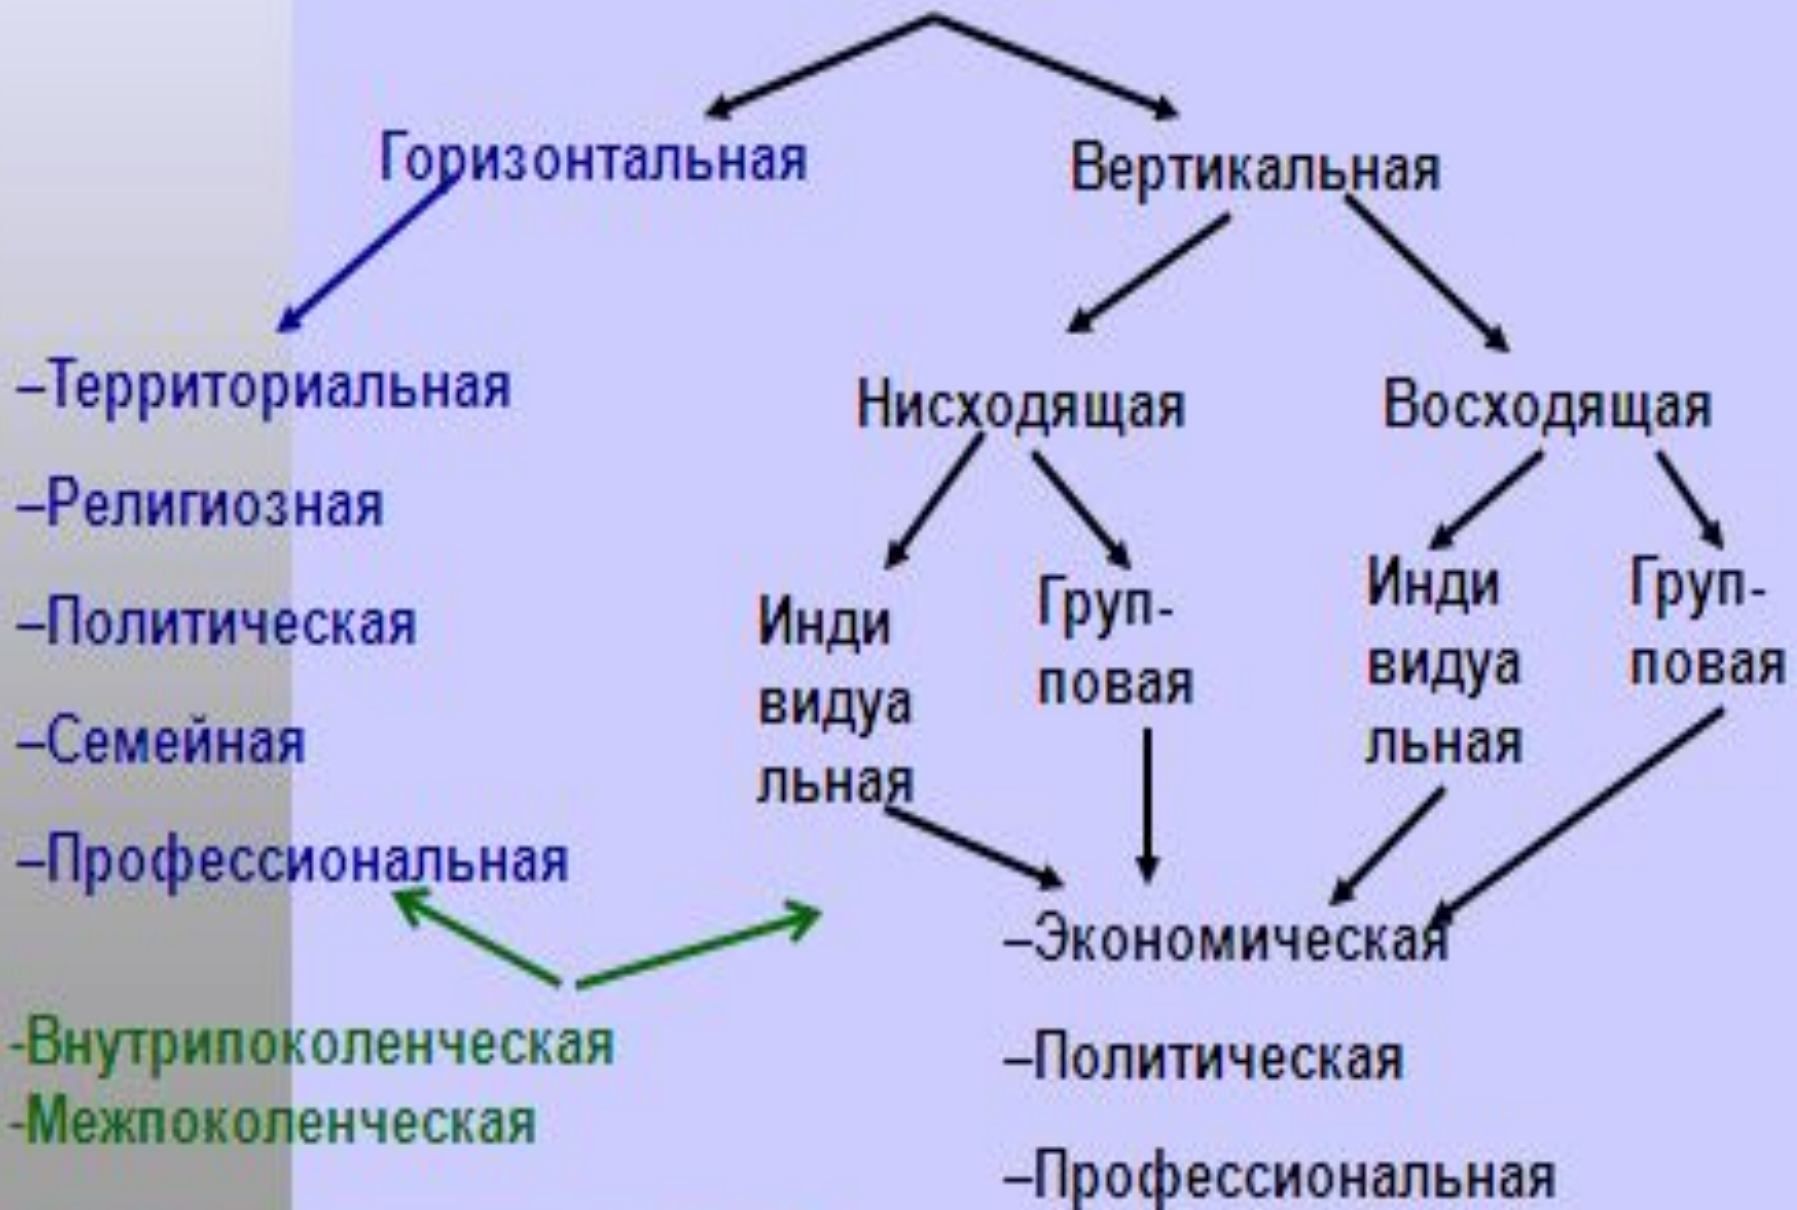 Горизонтальная
Вертикальная
–Территориальная
–Религиозная
–Политическая
–Семейная
–Профессиональная
-Внутрипоколенческая
-Межпоколенческая
Нисходящая
Восходящая
Инди
видуа
льная
Груп-
повая
Инди
видуа
льная
Груп-
повая
–Экономическая
–Политическая
–Профессиональная